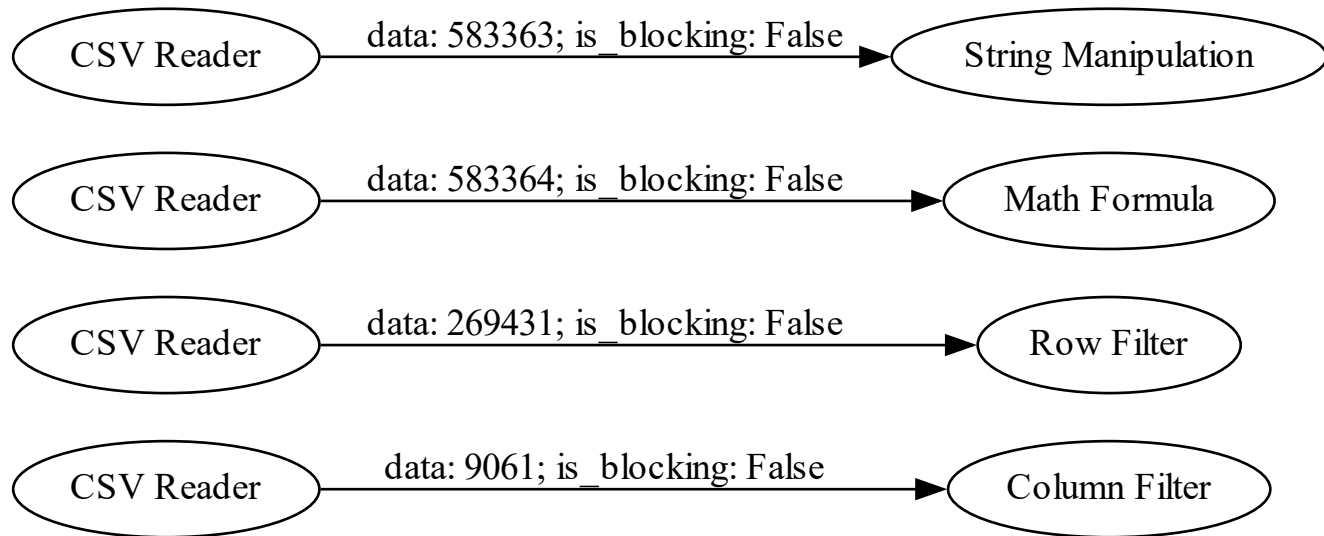 CSV Reader data: 583363; is_blocking: False String Manipulation
CSV Reader data: 583364; is_blocking: False Math Formula
CSV Reader data: 269431; is_blocking: False Row Filter
CSV Reader data: 9061; is_blocking: False Column Filter